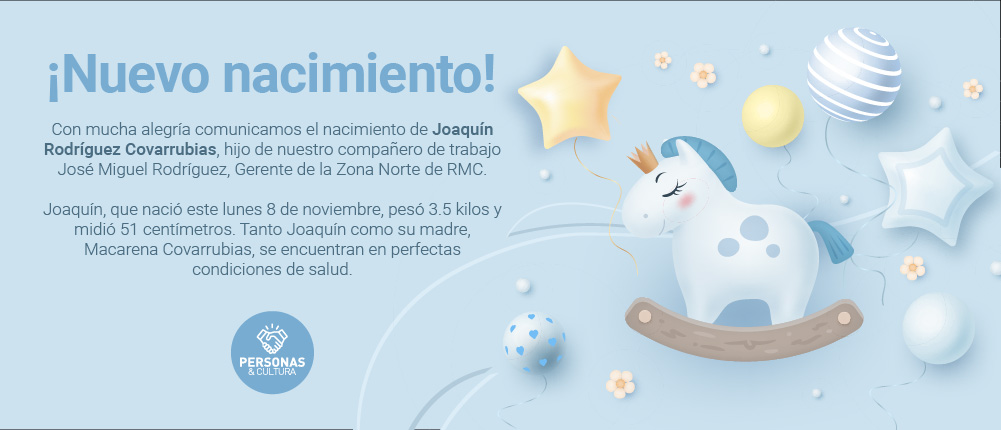 ¡Nuevo nacimiento!
Con mucha alegría comunicamos el nacimiento de Joaquín
Rodríguez Covarrubias, hijo de nuestro compañero de trabajo
José Miguel Rodríguez, Gerente de la Zona Norte de RMC.
Joaquín, que nació este lunes 8 de noviembre, pesó 3.5 kilos y
midió 51 centímetros. Tanto Joaquín como su madre,
Macarena Covarrubias, se encuentran en perfectas
condiciones de salud.
PERSONAS
& CULTURA